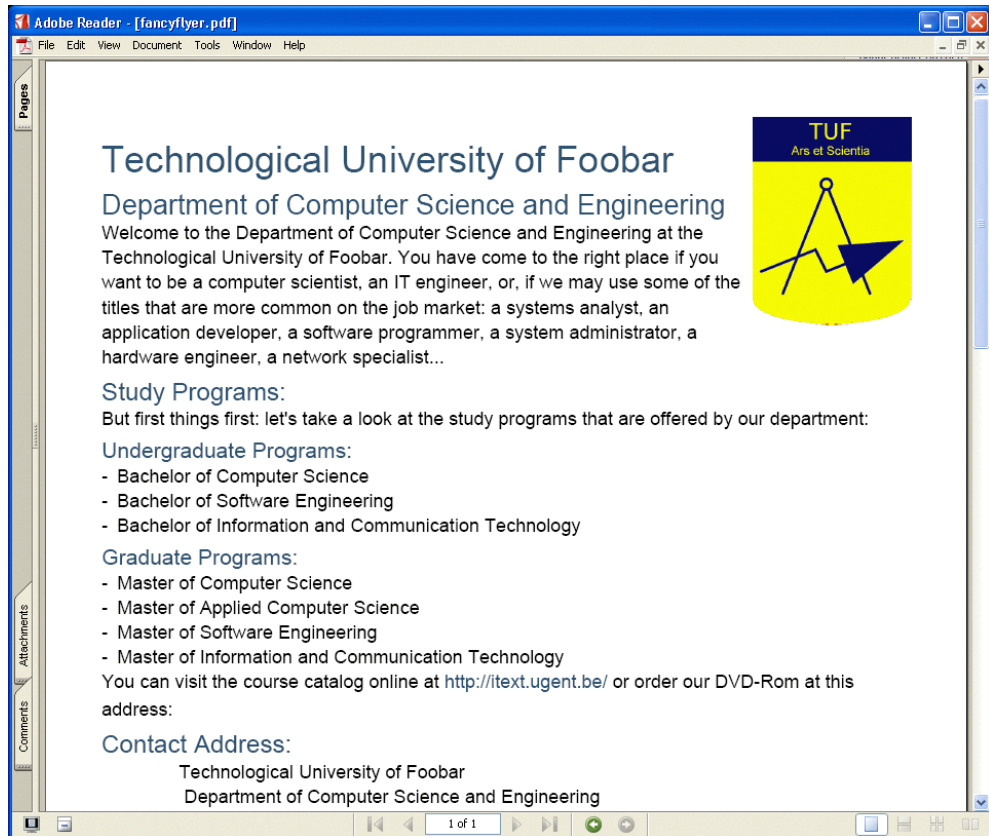 Adobe Reader - [fancyflyer.pdf]
File Edit View Document Tools Window Help
Pages
TUF
Ars et Scientia
Technological University of Foobar
Department of Computer Science and Engineering
Welcome to the Department of Computer Science and Engineering at the
Technological University of Foobar. You have come to the right place if you
want to be a computer scientist, an IT engineer, or, if we may use some of the
titles that are more common on the job market: a systems analyst, an
application developer, a software programmer, a system administrator, a
hardware engineer, a network specialist...
Study Programs:
But first things first: let's take a look at the study programs that are offered by our department:
Undergraduate Programs:
- Bachelor of Computer Science
- Bachelor of Software Engineering
- Bachelor of Information and Communication Technology
Graduate Programs:
- Master of Computer Science
- Master of Applied Computer Science
- Master of Software Engineering
- Master of Information and Communication Technology
Attachments
You can visit the course catalog online at http://itext.ugent.be/ or order our DVD-Rom at this
address:
Comments
Contact Address:
Technological University of Foobar
Department of Computer Science and Engineering
1 of 1